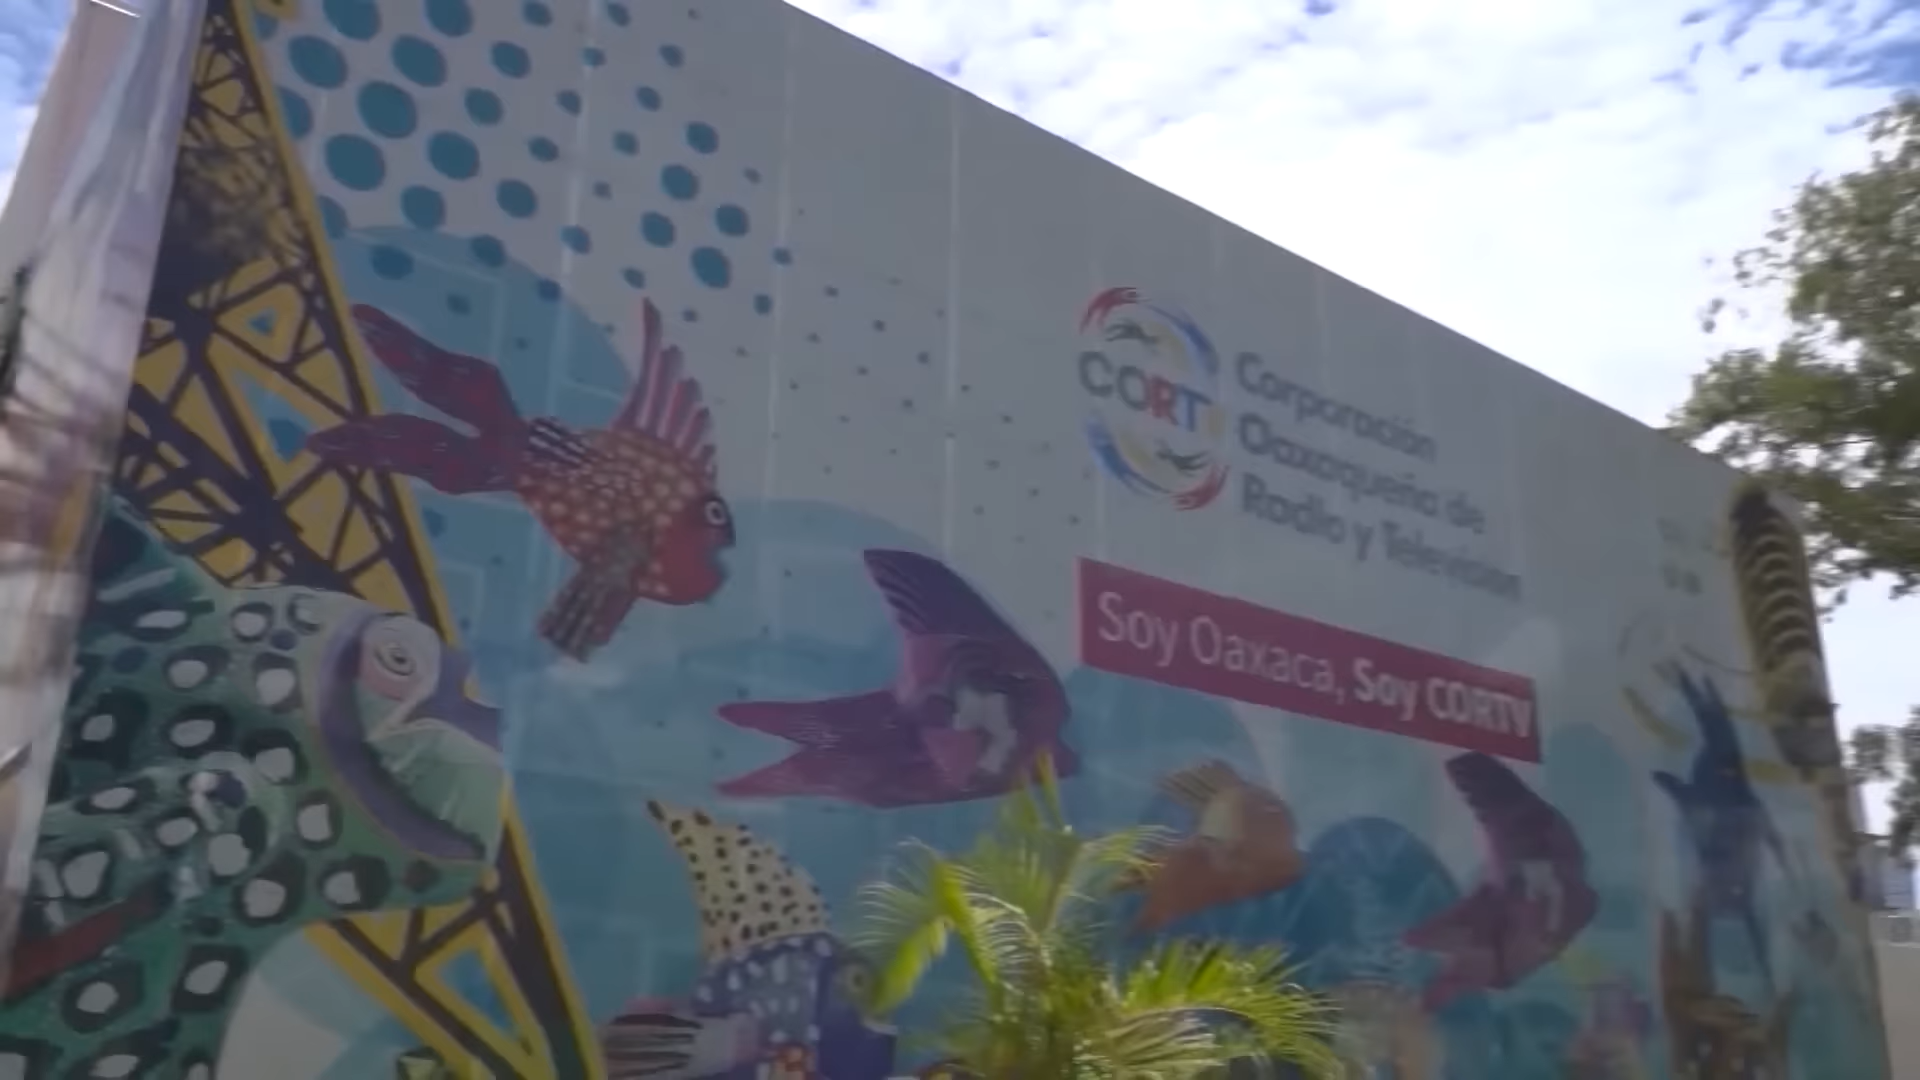 CORTV
Corporación
Oaxaqueña de
Radio y Televisión
Soy Oaxaca, Soy CORTV